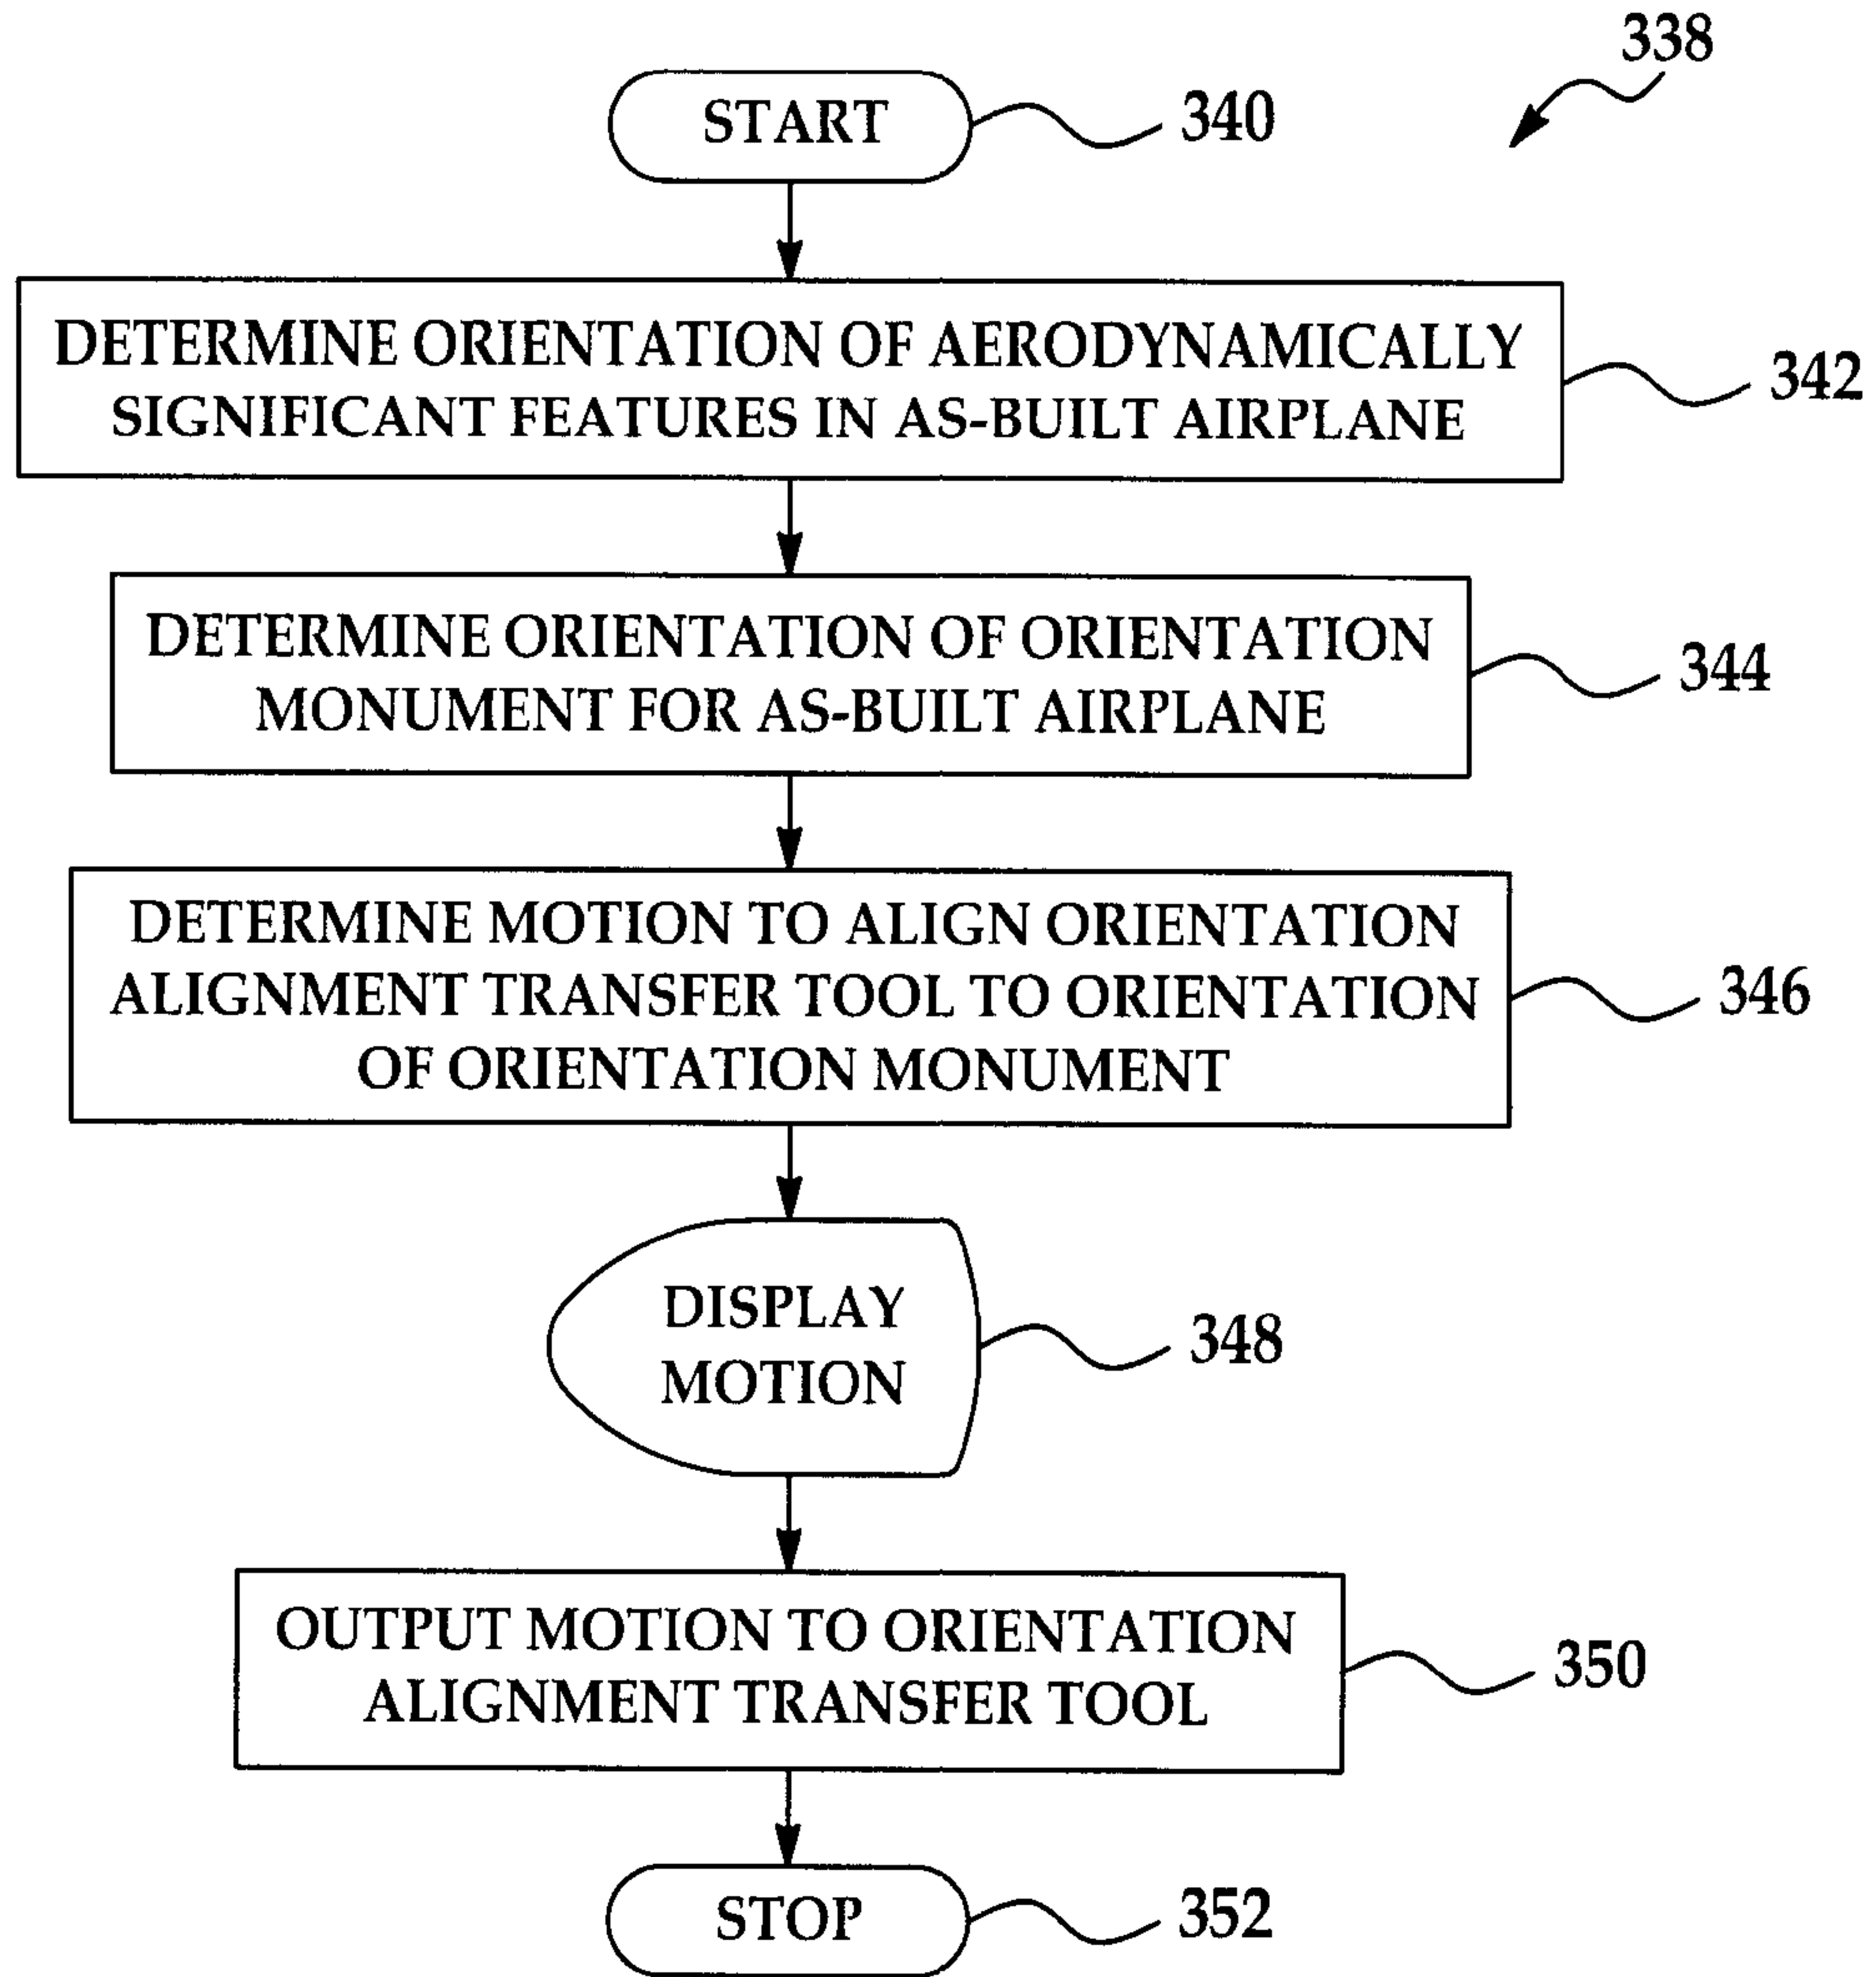 338
START
340
DETERMINE ORIENTATION OF AERODYNAMICALLY
SIGNIFICANT FEATURES IN AS-BUILT AIRPLANE
342
DETERMINE ORIENTATION OF ORIENTATION
MONUMENT FOR AS-BUILT AIRPLANE
344
DETERMINE MOTION TO ALIGN ORIENTATION
ALIGNMENT TRANSFER TOOL TO ORIENTATION
OF ORIENTATION MONUMENT
346
DISPLAY
MOTION
348
OUTPUT MOTION TO ORIENTATION
ALIGNMENT TRANSFER TOOL
350
STOP
352